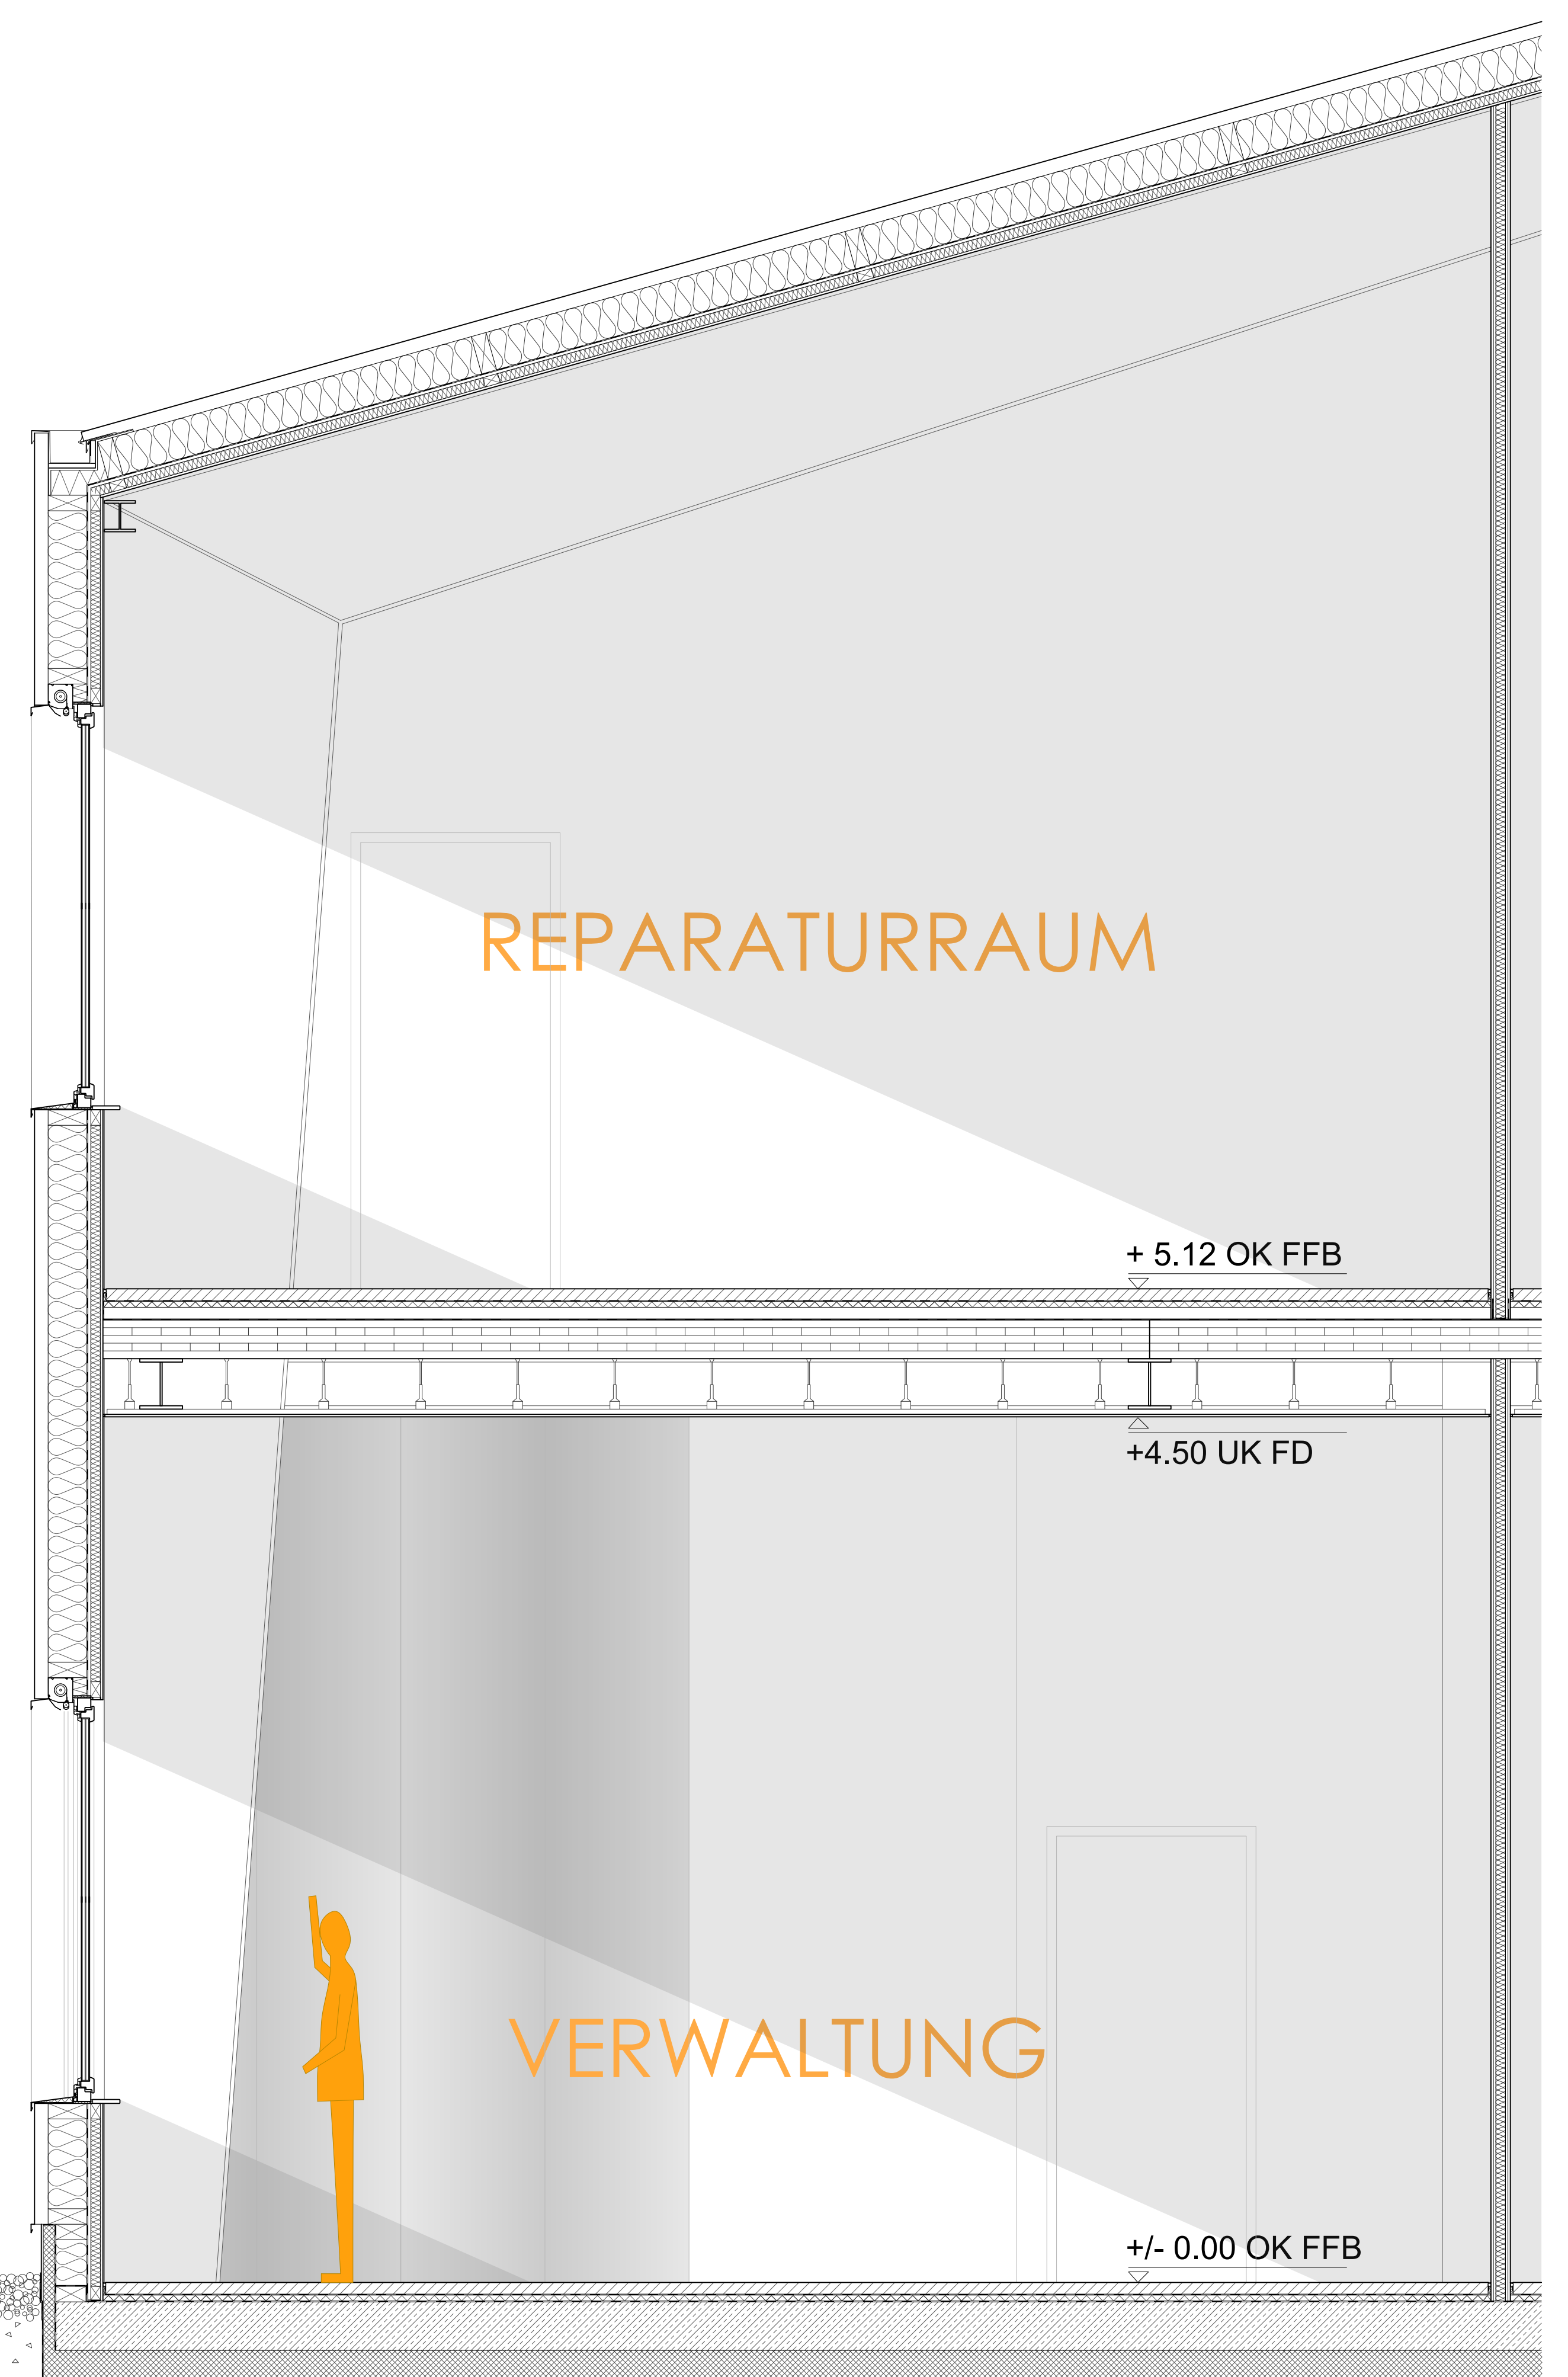 REPARATURRAUM
+ 5.12 OK FFB
+4.50 UK FD
VERWALTUNG
+/- 0.00 OK FFB